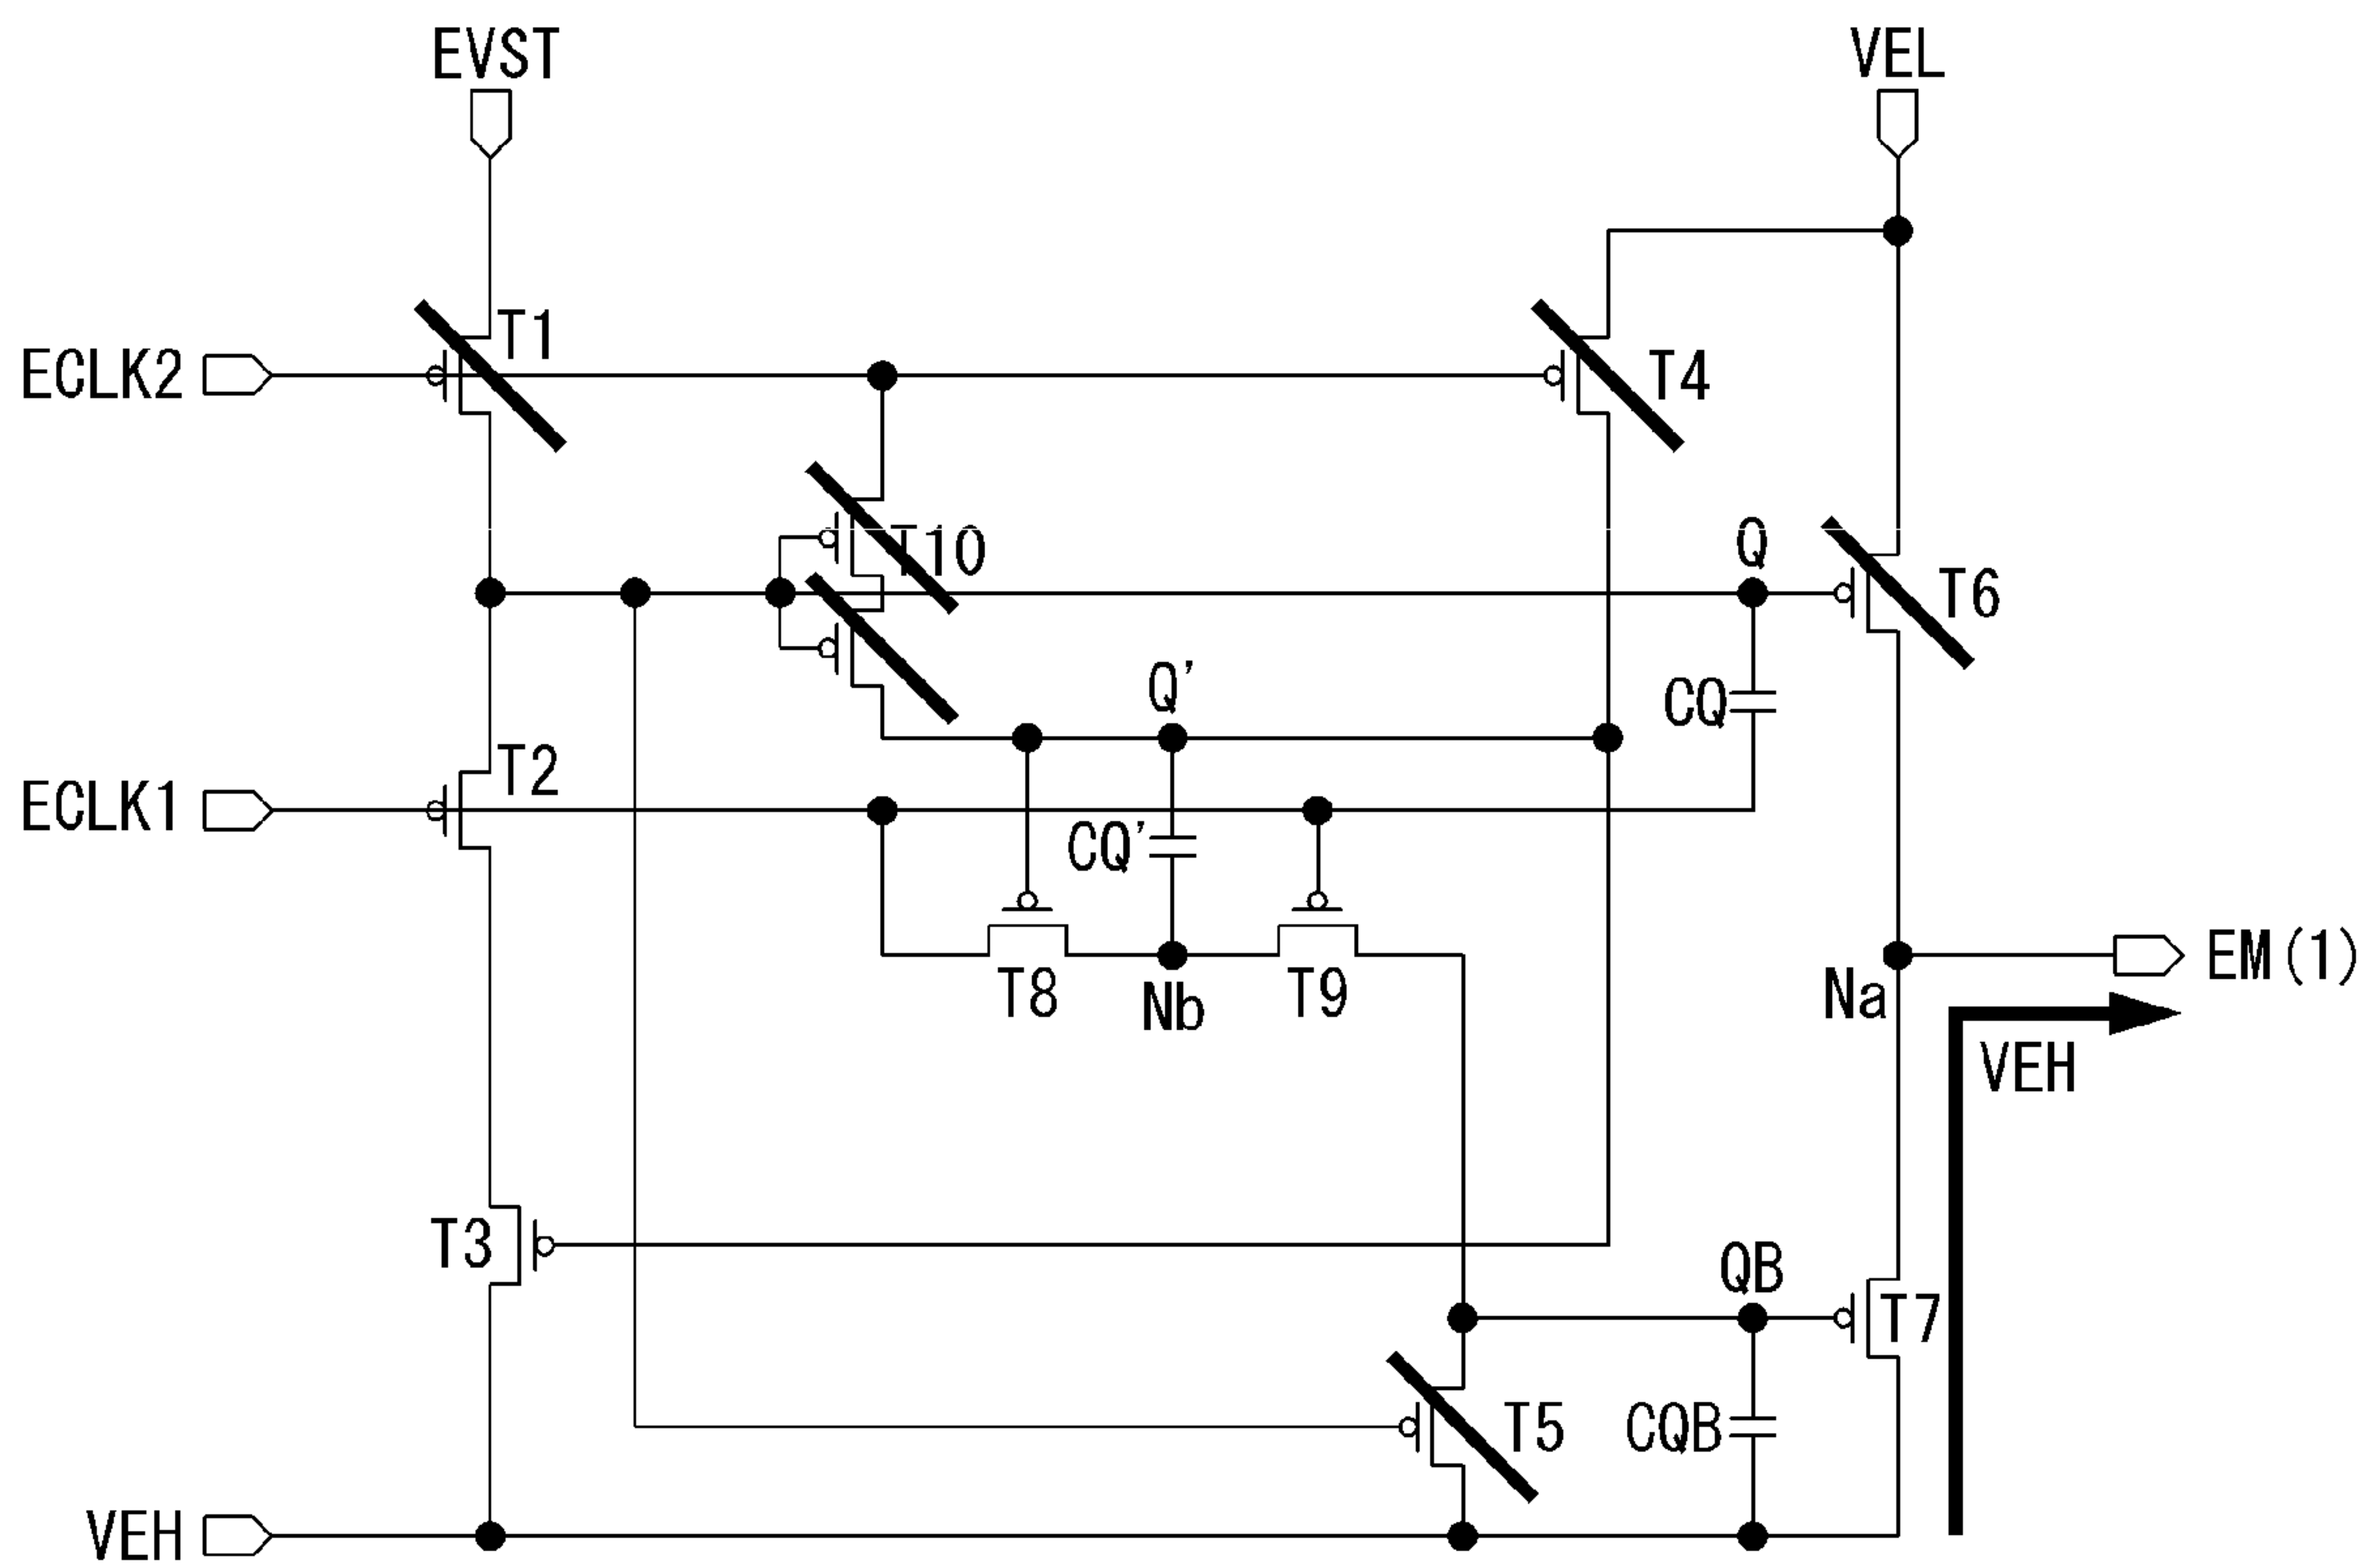 EVST
VEL
T1
ECLK2
T4
T10
Q
T6
Q'
CQ
T2
ECLK1
CQ'
EM(1)
T8
Nb
T9
Na
VEH
T3
QB
T7
T5
CQB
VEH